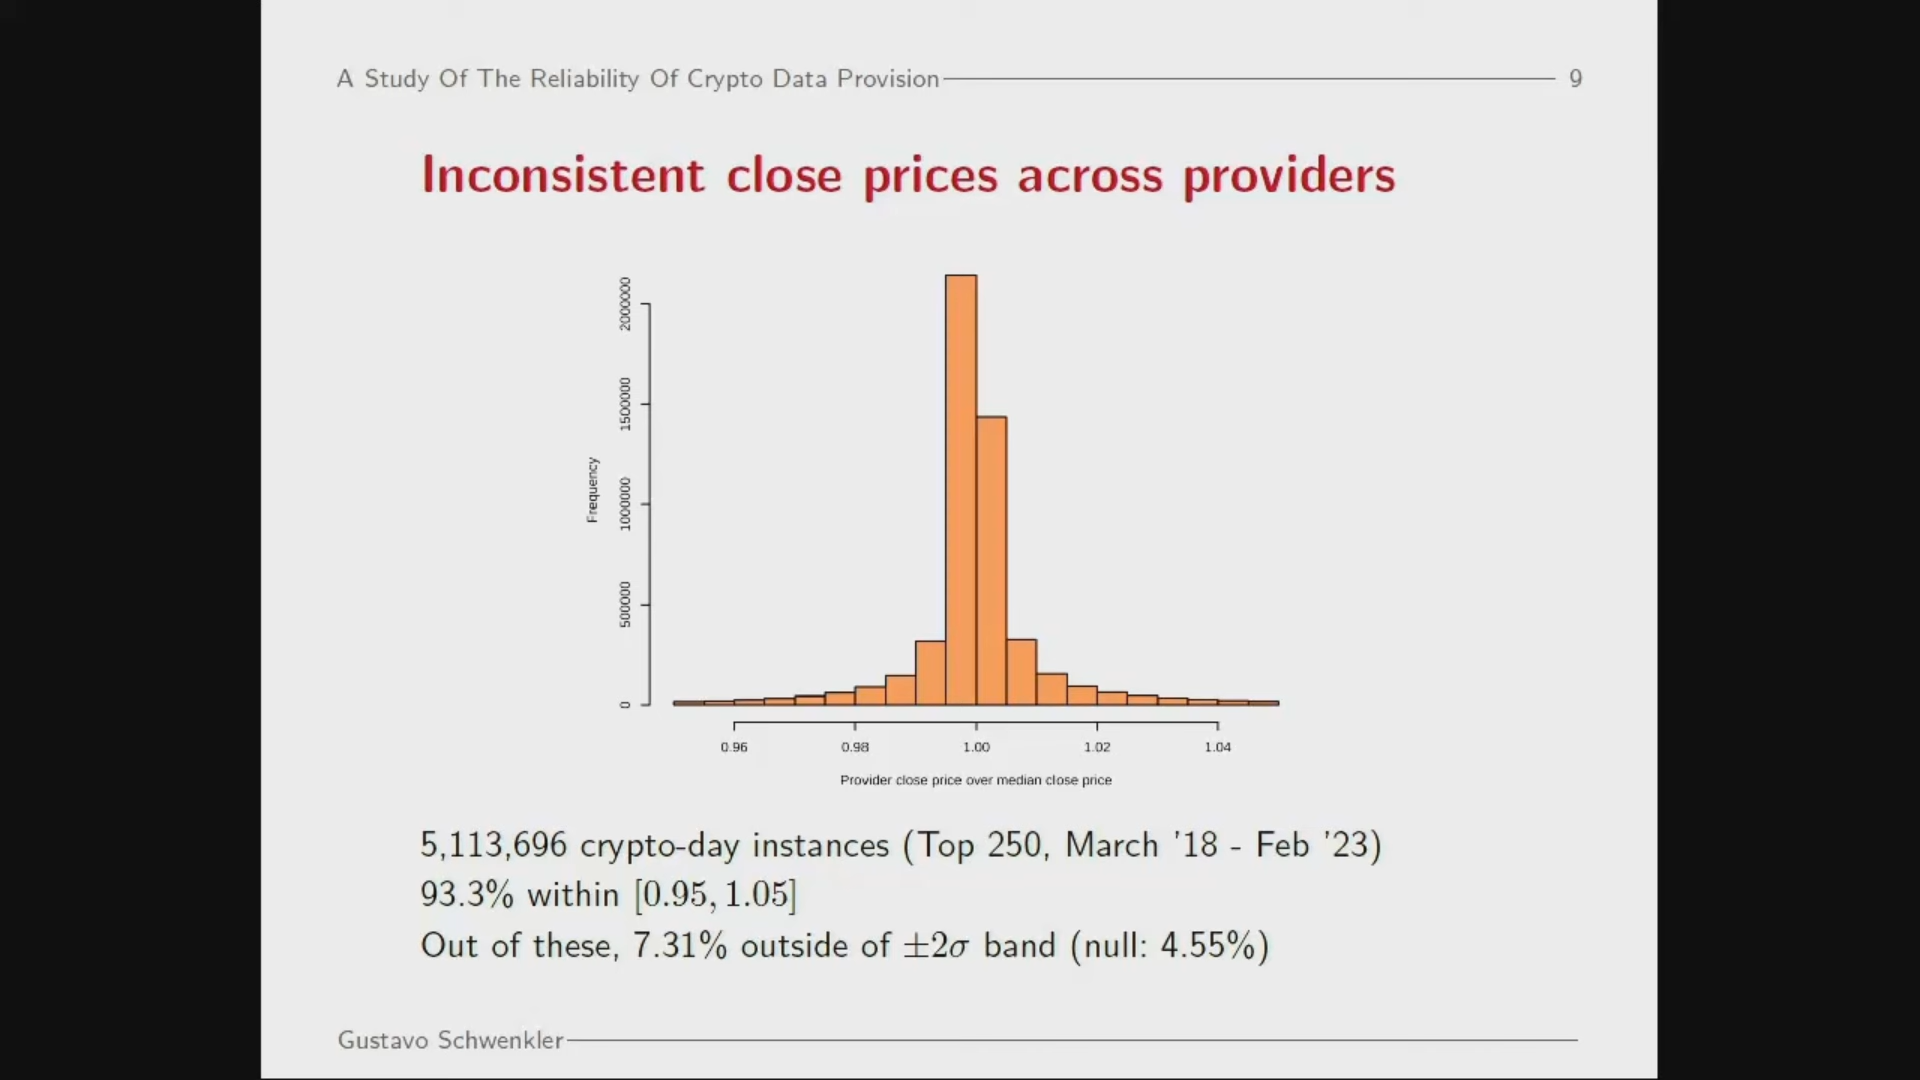 A Study Of The Reliability Of Crypto Data Provision 9
Inconsistent close prices across providers
Frequency
2000000
1500000
1000000
500000
0
0.96 0.98 1.00 1.02 1.04
Provider close price over median close price
5,113,696 crypto-day instances (Top 250, March '18 - Feb '23)
93.3% within [0.95, 1.05]
Out of these, 7.31% outside of ±2σ band (null: 4.55%)
Gustavo Schwenkler